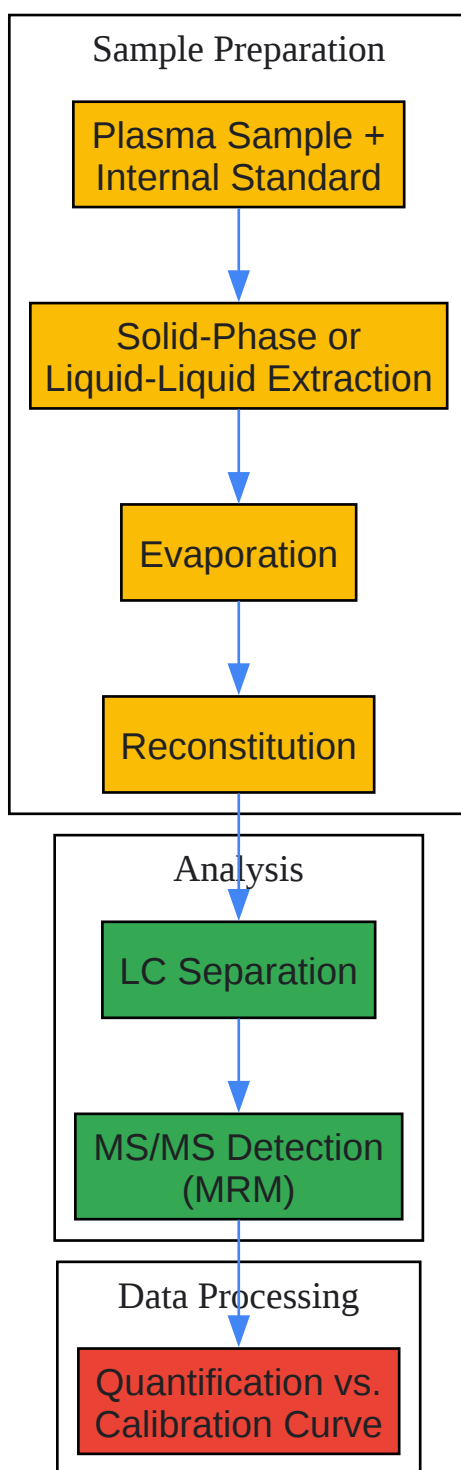 Sample Preparation
Plasma Sample +
Internal Standard
Solid-Phase or
Liquid-Liquid Extraction
Evaporation
Reconstitution
Analysis
LC Separation
MS/MS Detection
(MRM)
Data Processing
Quantification vs.
Calibration Curve